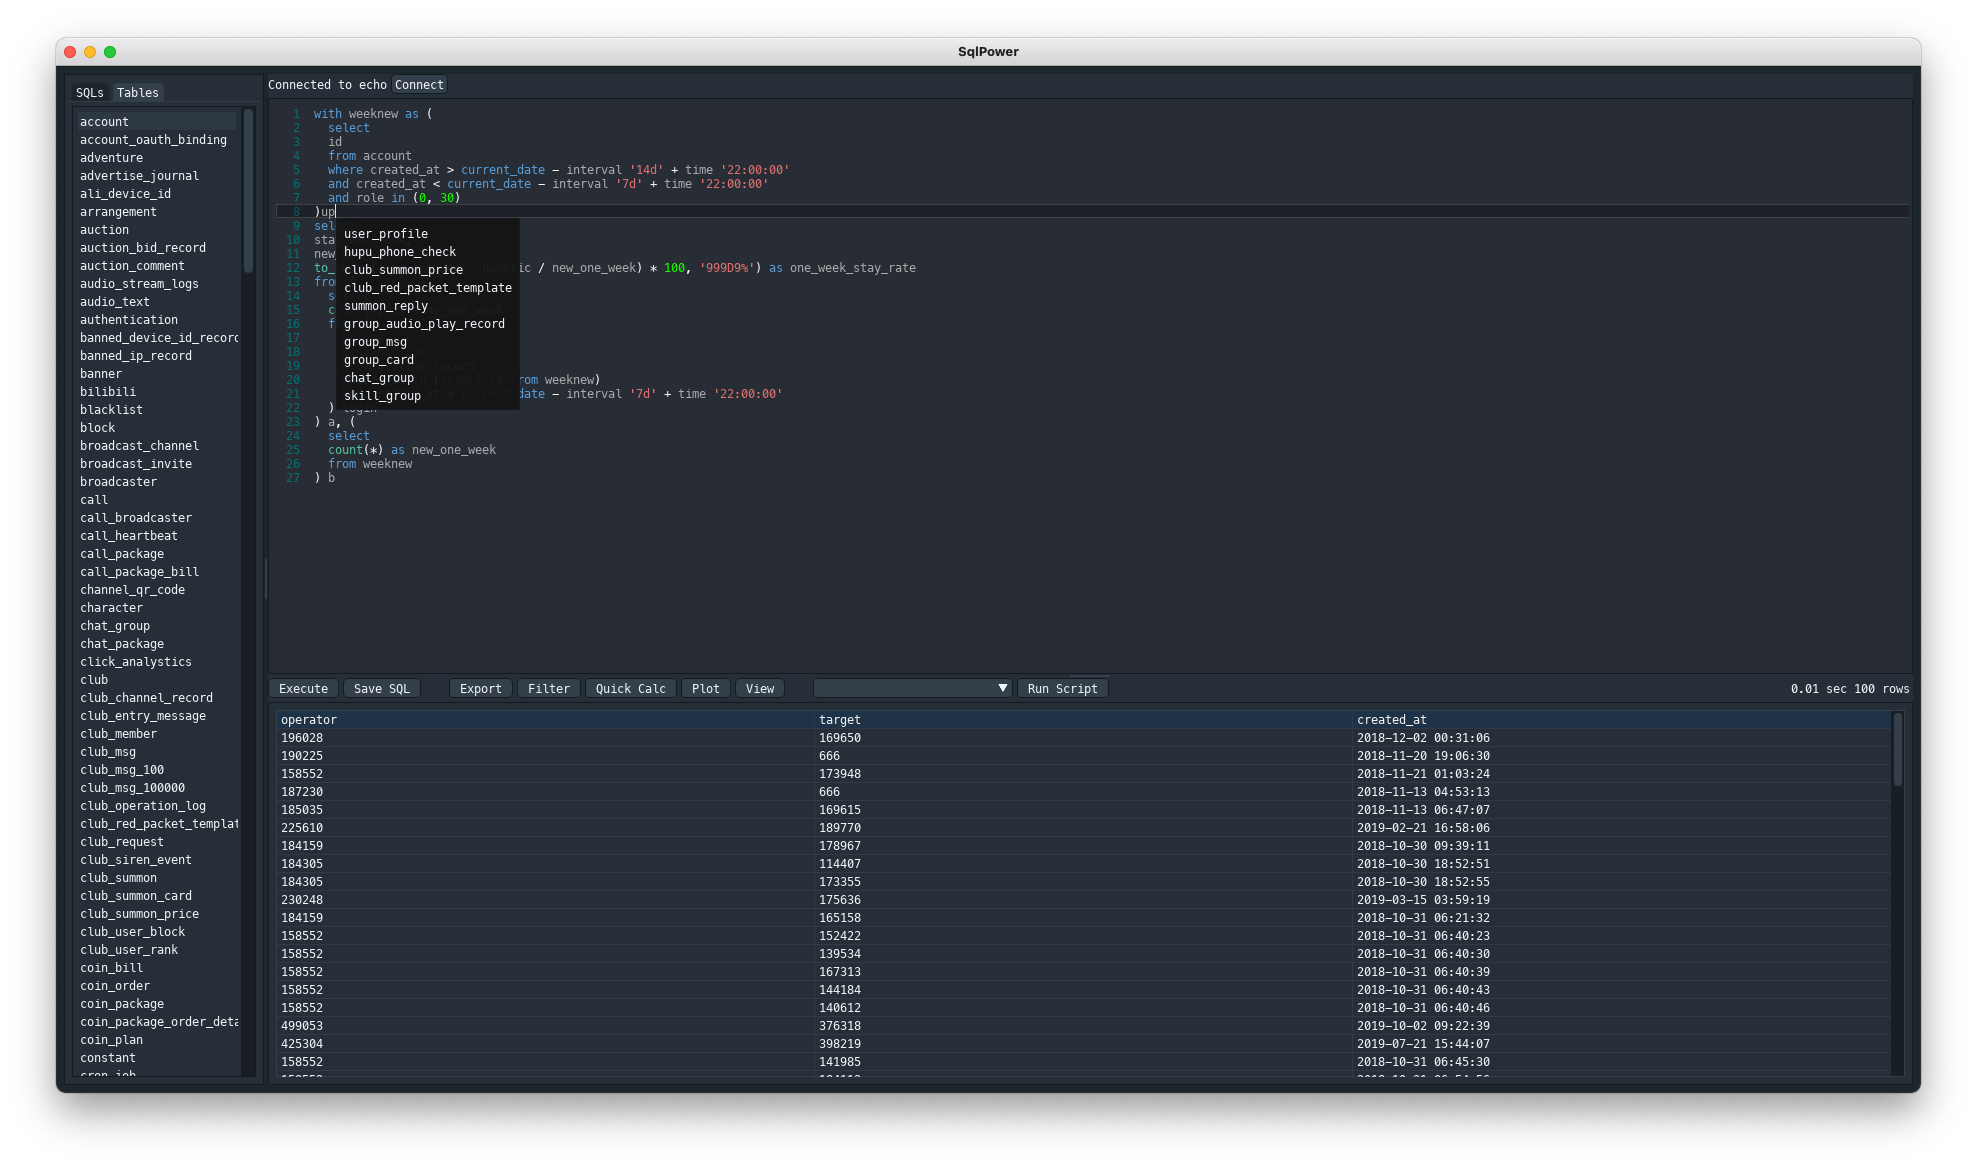 SqlPower
SQLs Tables
account
account_oauth_binding
adventure
advertise_journal
ali_device_id
arrangement
auction
auction_bid_record
auction_comment
audio_stream_logs
audio_text
authentication
banned_device_id_record
banned_ip_record
banner
bilibili
blacklist
block
broadcast_channel
broadcast_invite
broadcaster
call
call_broadcaster
call_heartbeat
call_package
call_package_bill
channel_qr_code
character
chat_group
chat_package
click_analystics
club
club_channel_record
club_entry_message
club_member
club_msg
club_msg_100
club_msg_100000
club_operation_log
club_red_packet_templat
club_request
club_siren_event
club_summon
club_summon_card
club_summon_price
club_user_block
club_user_rank
coin_bill
coin_order
coin_package
coin_package_order_deta
coin_plan
constant
cron_job
Connected to echo Connect
1 with weeknew as (
2 select
3 id
4 from account
5 where created_at > current_date - interval '14d' + time '22:00:00'
6 and created_at < current_date - interval '7d' + time '22:00:00'
7 and role in (0, 30)
8 )up
9 sel
10 sta
11 new_
12 to_ / new_one_week) * 100, '999D9%') as one_week_stay_rate
13 fro
14 s
15 c
16 f
17
18
19
20 from weeknew)
21 > current_date - interval '7d' + time '22:00:00'
22 ) login
23 ) a, (
24 select
25 count(*) as new_one_week
26 from weeknew
27 ) b
user_profile
hupu_phone_check
club_summon_price
club_red_packet_template
summon_reply
group_audio_play_record
group_msg
group_card
chat_group
skill_group
Execute Save SQL Export Filter Quick Calc Plot View Run Script 0.01 sec 100 rows
operator target created_at
196028 169650 2018-12-02 00:31:06
190225 666 2018-11-20 19:06:30
158552 173948 2018-11-21 01:03:24
187230 666 2018-11-13 04:53:13
185035 169615 2018-11-13 06:47:07
225610 189770 2019-02-21 16:58:06
184159 178967 2018-10-30 09:39:11
184305 114407 2018-10-30 18:52:51
184305 173355 2018-10-30 18:52:55
230248 175636 2019-03-15 03:59:19
184159 165158 2018-10-31 06:21:32
158552 152422 2018-10-31 06:40:23
158552 139534 2018-10-31 06:40:30
158552 167313 2018-10-31 06:40:39
158552 144184 2018-10-31 06:40:43
158552 140612 2018-10-31 06:40:46
499053 376318 2019-10-02 09:22:39
425304 398219 2019-07-21 15:44:07
158552 141985 2018-10-31 06:45:30